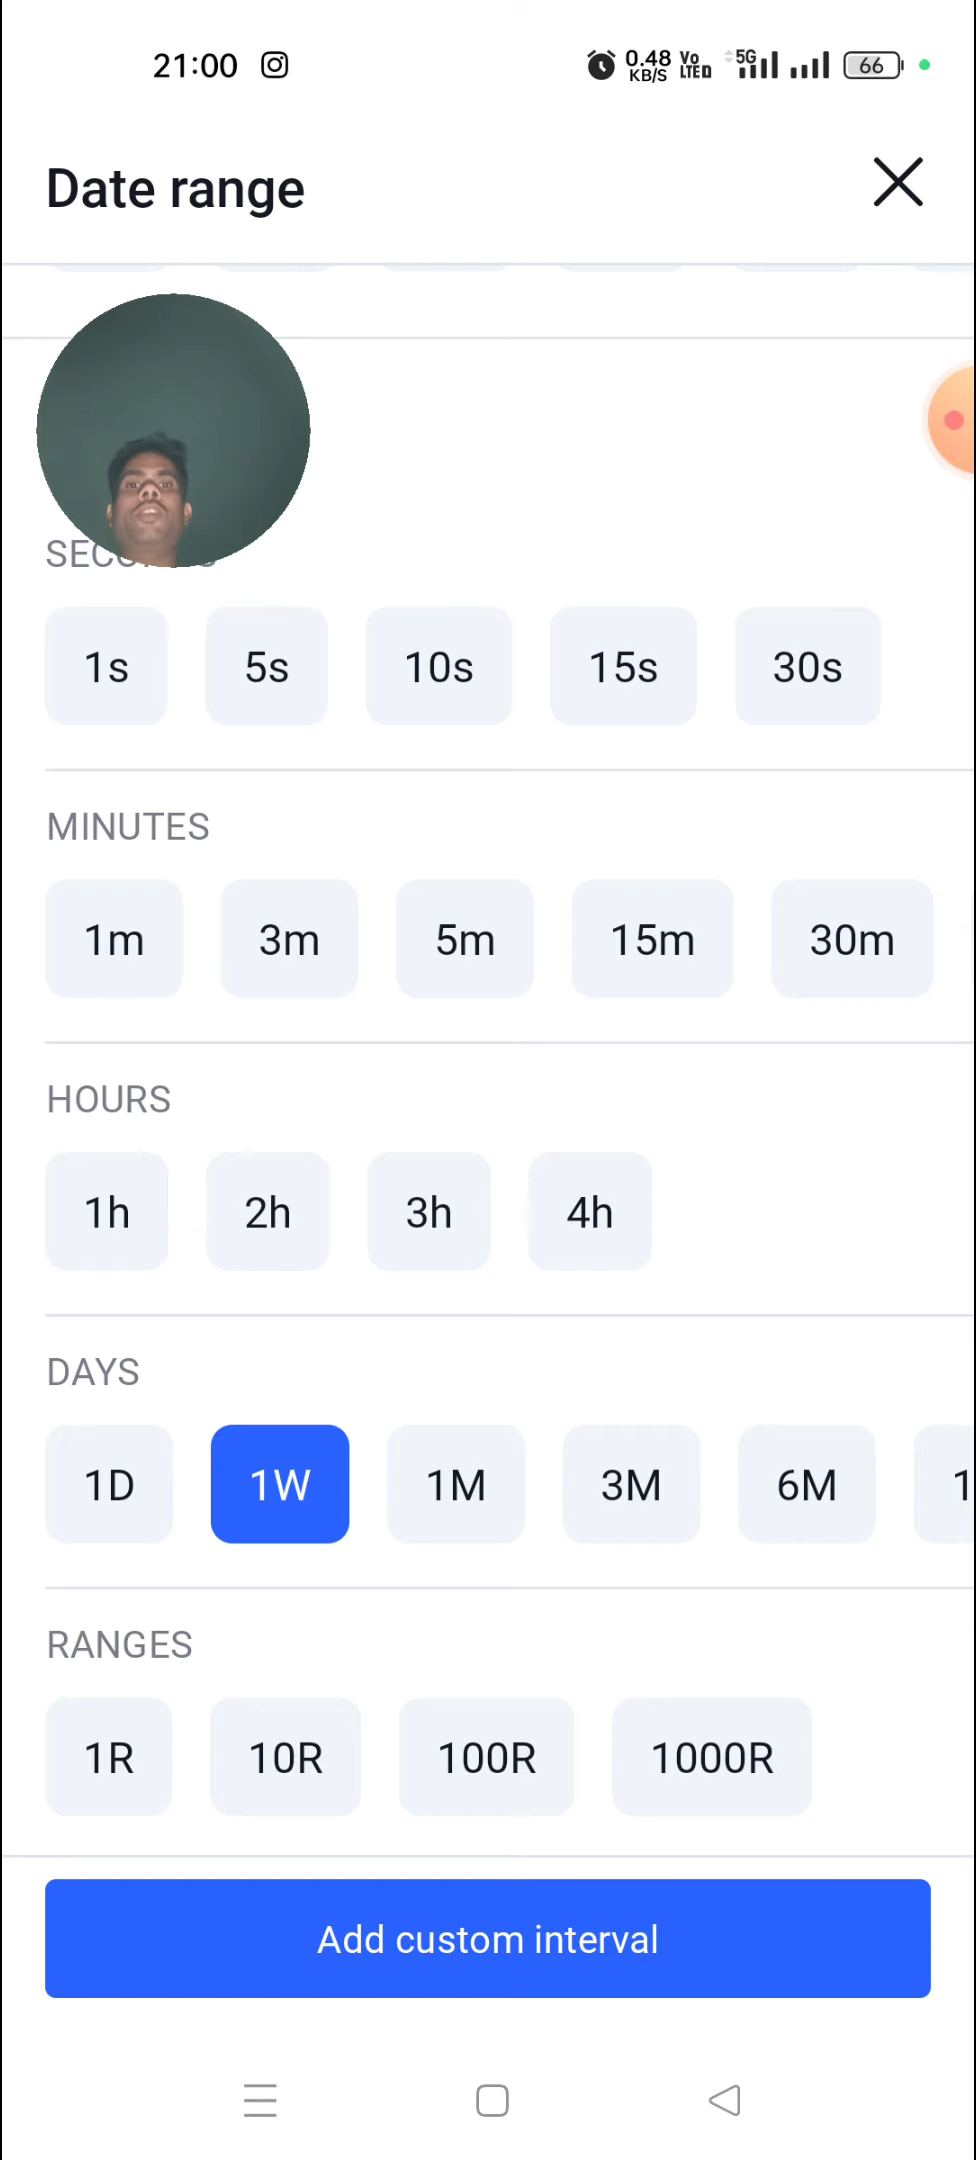 21:00
0.48 KB/S Vo LTE 5G 66
Date range
1s 5s 10s 15s 30s
MINUTES
1m 3m 5m 15m 30m
HOURS
1h 2h 3h 4h
DAYS
1D 1W 1M 3M 6M
RANGES
1R 10R 100R 1000R
Add custom interval